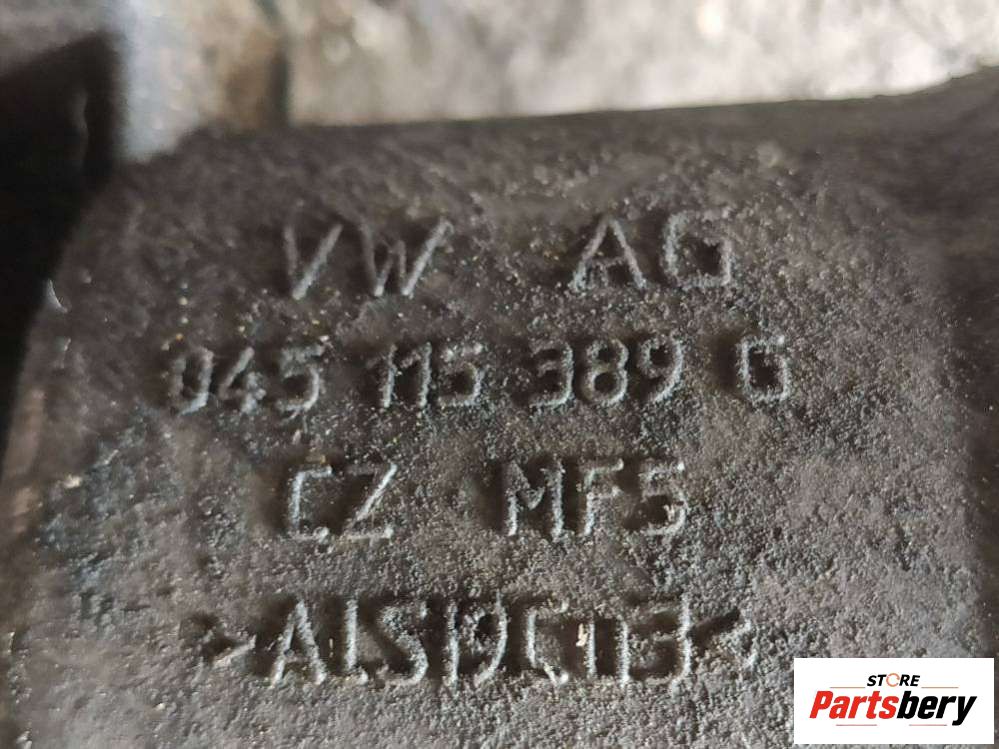 VW AG
045 115 389 G
CZ MF5
>ALSI9CU3<
STORE
Partsbery